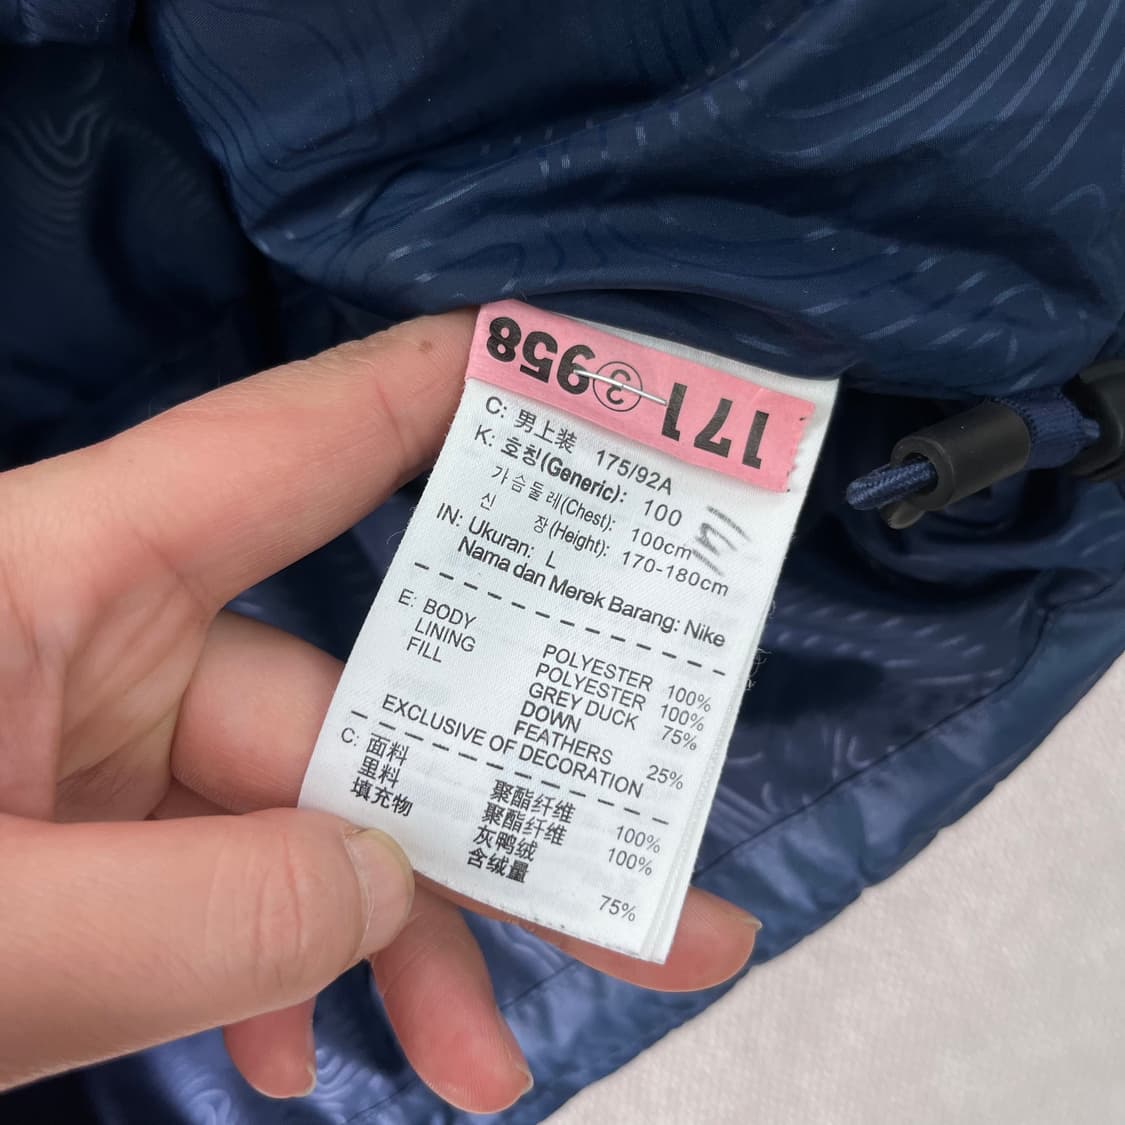 171③958
C: 男上装 175/92A
K: 호칭(Generic): 100
가슴둘레(Chest): 100cm
신 장(Height): 170-180cm
IN: Ukuran: L
Nama dan Merek Barang: Nike
E: BODY POLYESTER 100%
LINING POLYESTER 100%
FILL GREY DUCK 75%
DOWN
FEATHERS 25%
EXCLUSIVE OF DECORATION
C: 面料 聚酯纤维 100%
里料 聚酯纤维 100%
填充物 灰鸭绒
含绒量 75%